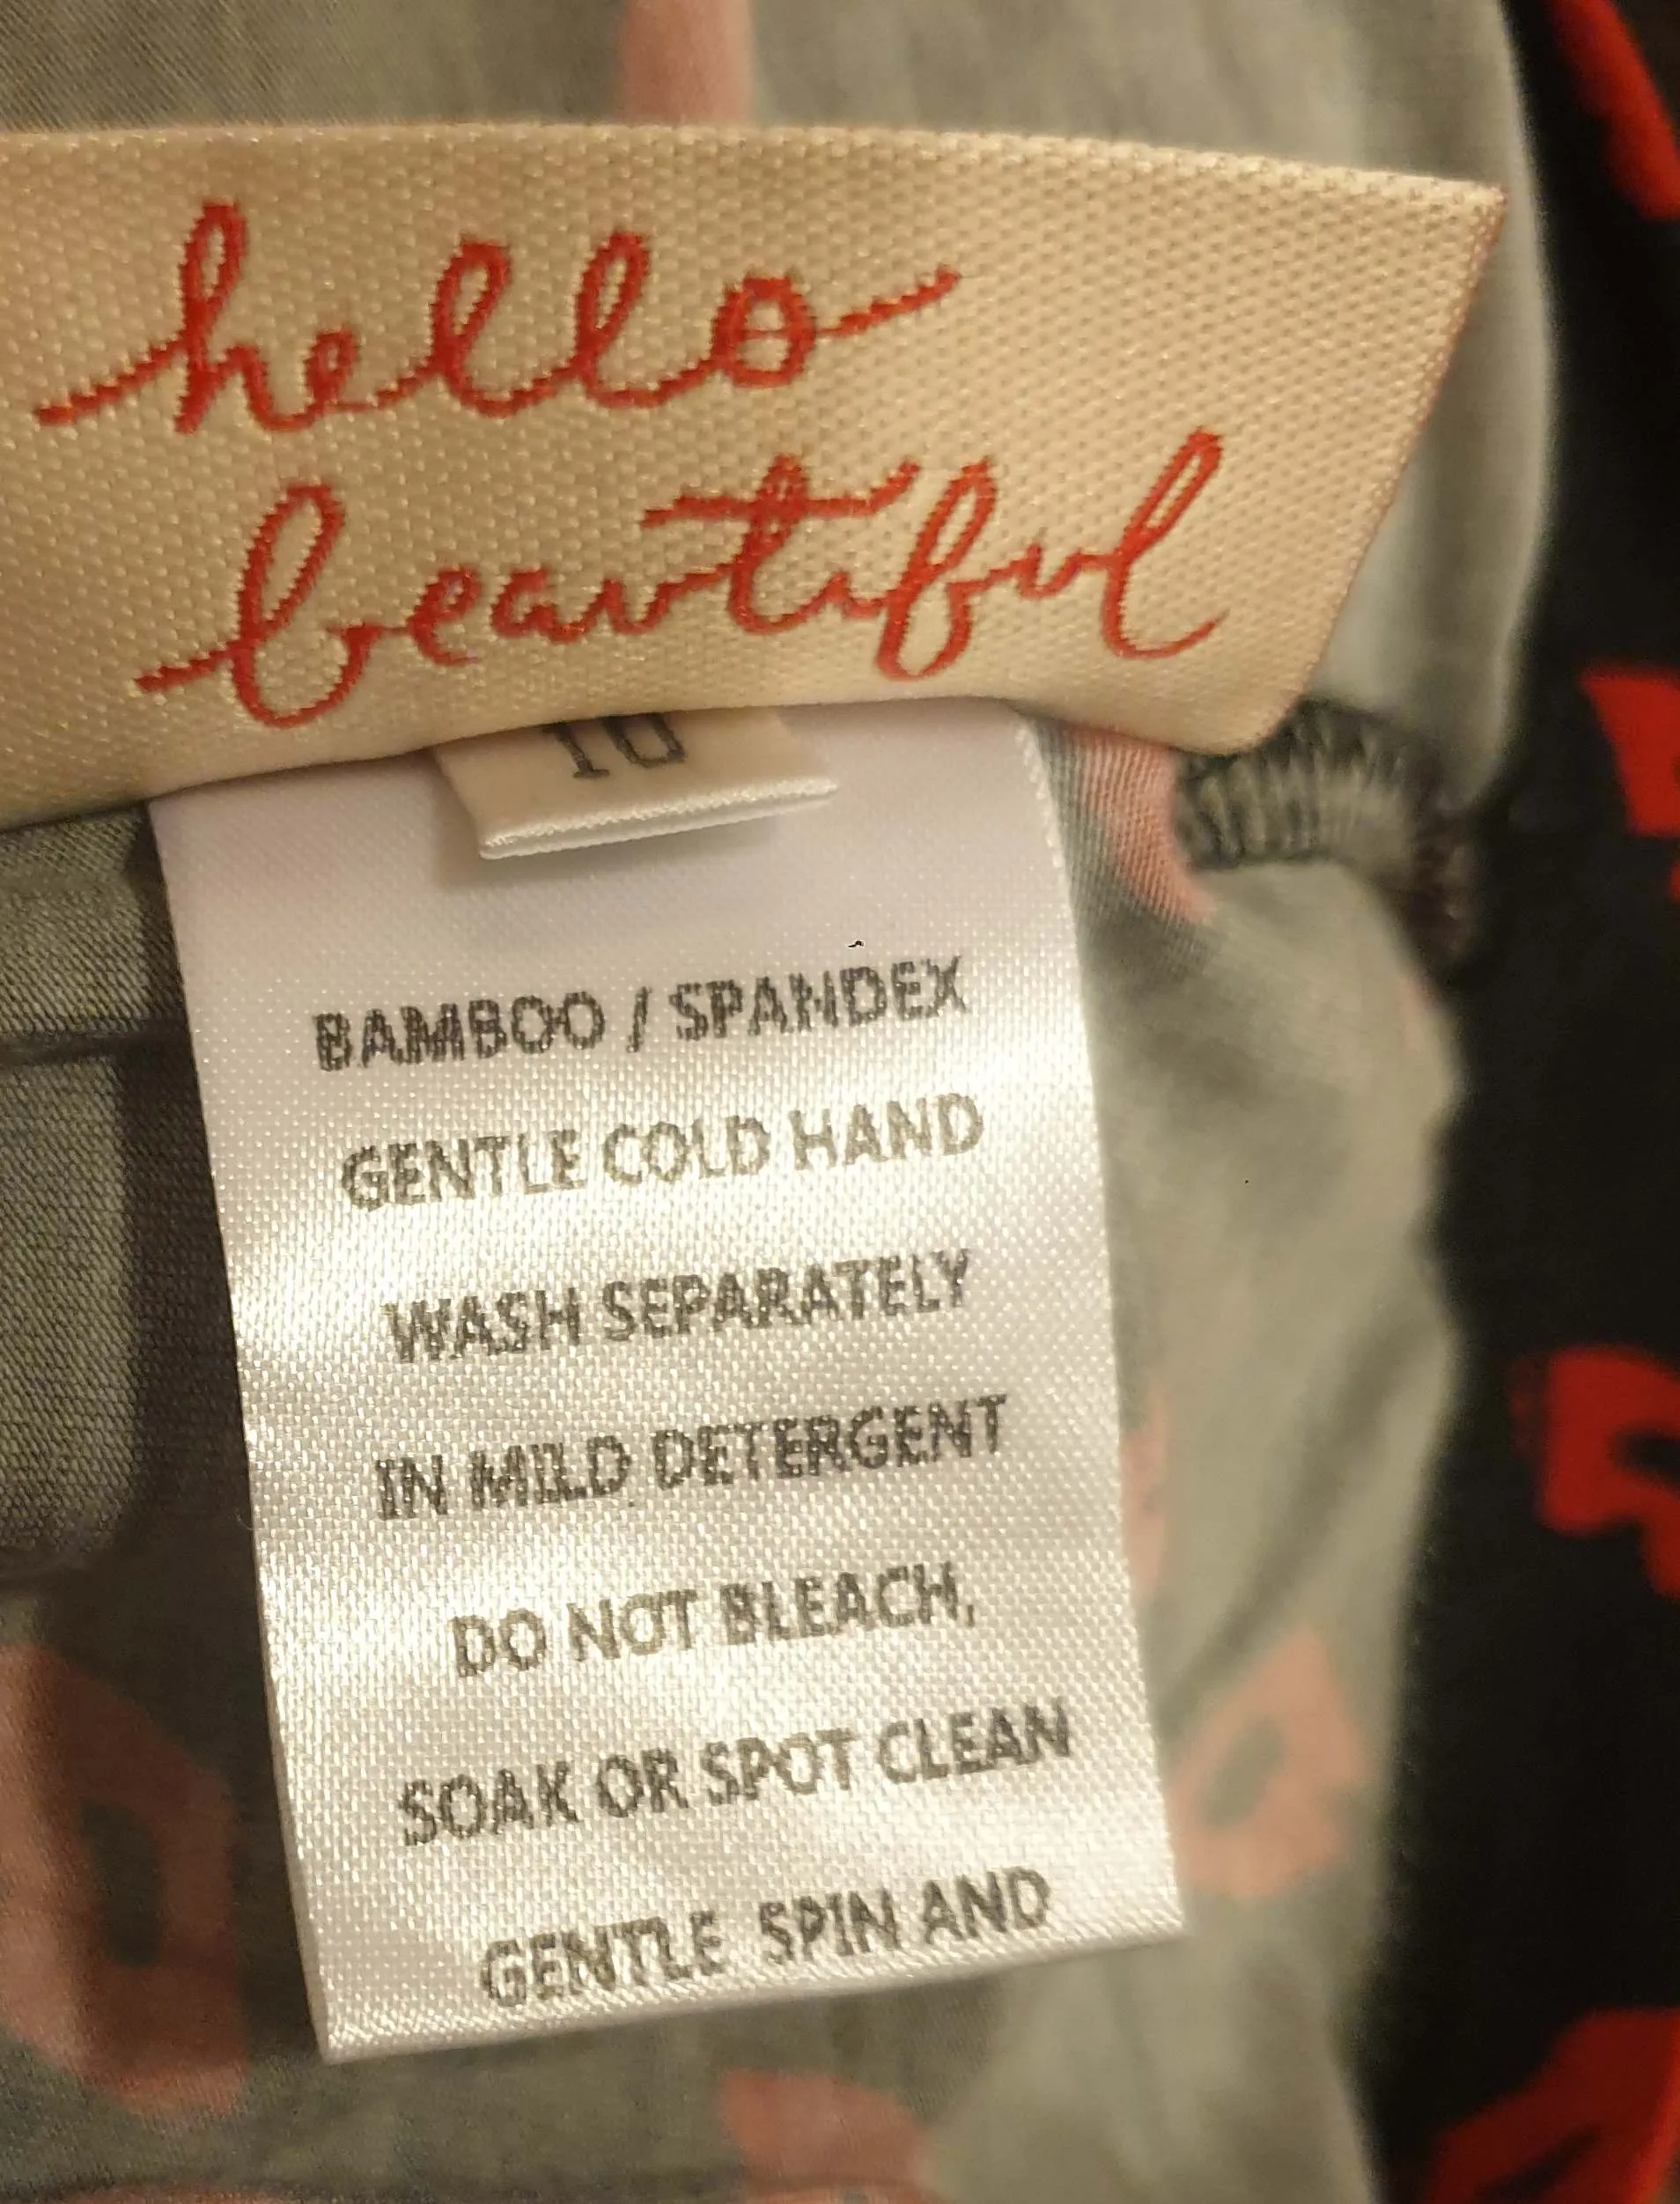 hello
beautiful
10
BAMBOO / SPANDEX
GENTLE COLD HAND
WASH SEPARATELY
IN MILD DETERGENT
DO NOT BLEACH,
SOAK OR SPOT CLEAN
GENTLE SPIN AND